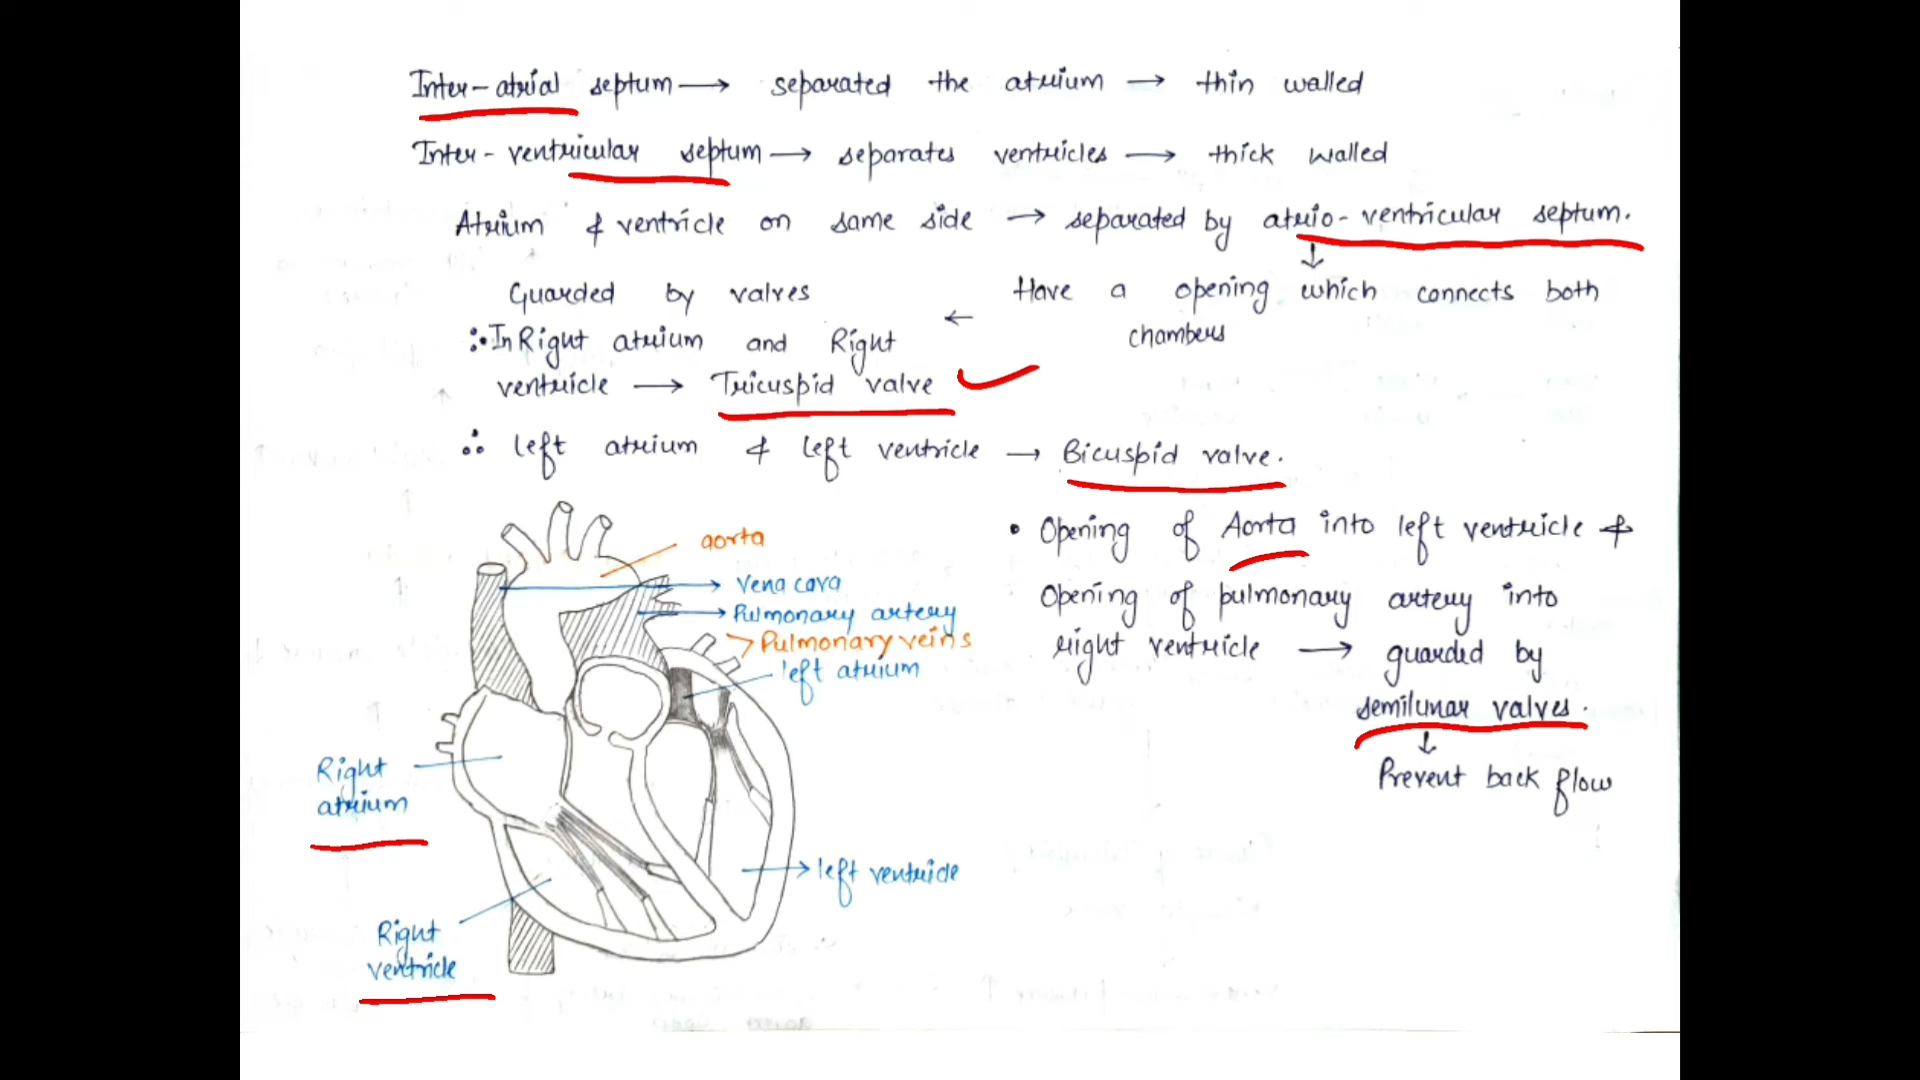 Inter-atrial septum → separated the atrium → thin walled
Inter-ventricular septum → separates ventricles → thick walled
Atrium & ventricle on same side → separated by atrio-ventricular septum.
↓
Have a opening which connects both
chambers
←
Guarded by valves
∴ In Right atrium and Right
ventricle → Tricuspid valve
∴ left atrium & left ventricle → Bicuspid valve.
• Opening of Aorta into left ventricle &
Opening of pulmonary artery into
right ventricle → guarded by
semilunar valves.
↓
Prevent back flow
aorta
Vena cava
Pulmonary artery
Pulmonary veins
left atrium
Right
atrium
left ventricle
Right
ventricle